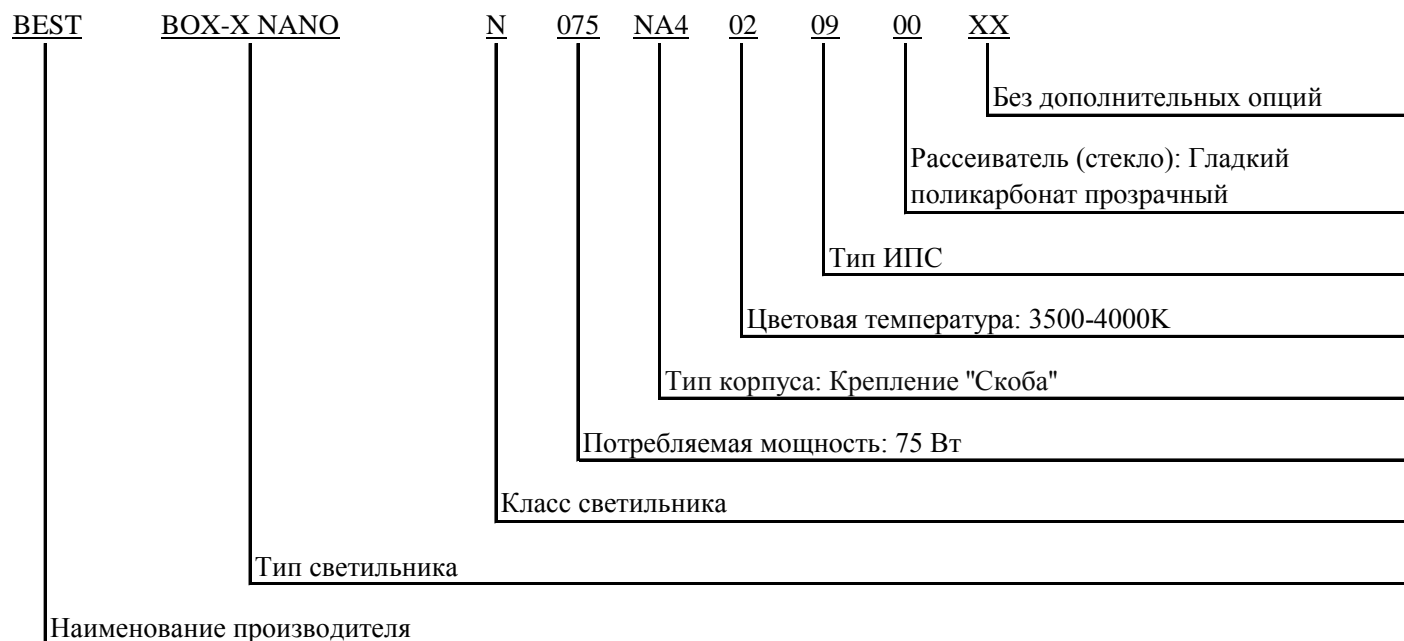 BEST BOX-X NANO N 075 NA4 02 09 00 XX
Без дополнительных опций
Рассеиватель (стекло): Гладкий
поликарбонат прозрачный
Тип ИПС
Цветовая температура: 3500-4000K
Тип корпуса: Крепление "Скоба"
Потребляемая мощность: 75 Вт
Класс светильника
Тип светильника
Наименование производителя